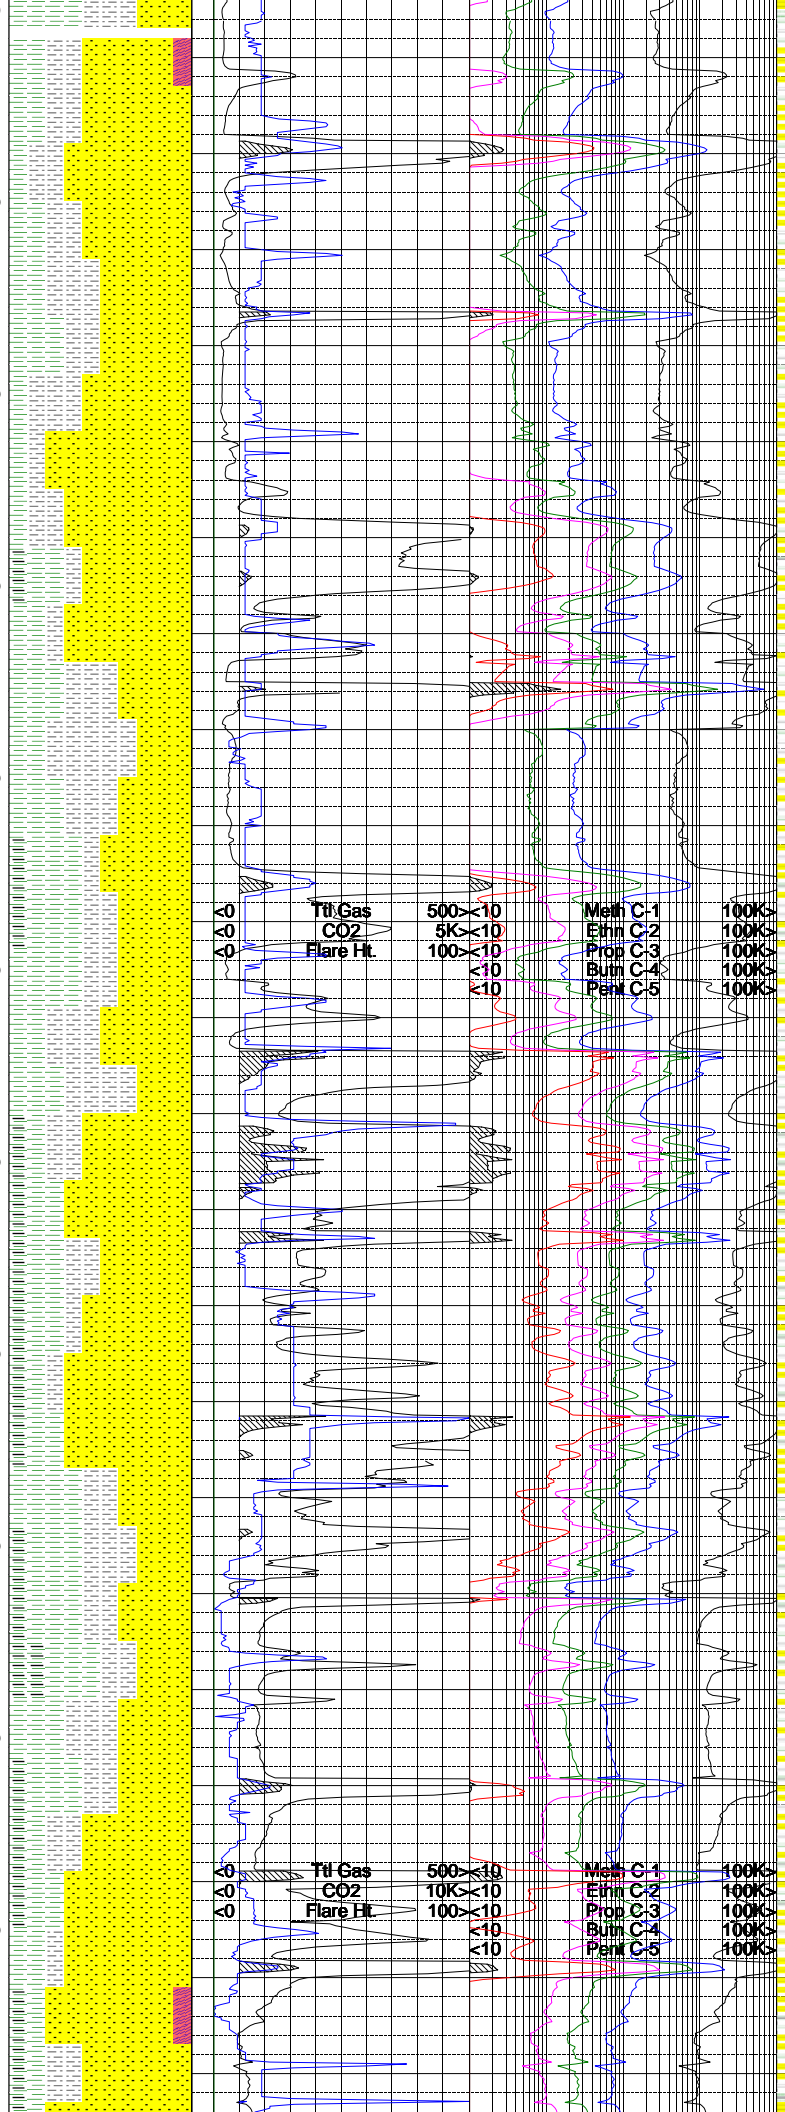 <0 Ttl Gas 500><10 Meth C-1 100K>
<0 CO2 5K><10 Ethn C-2 100K>
<0 Flare Ht. 100><10 Prop C-3 100K>
<10 Butn C-4 100K>
<10 Pent C-5 100K>
<0 Ttl Gas 500><10 Meth C-1 100K>
<0 CO2 10K><10 Ethn C-2 100K>
<0 Flare Ht. 100><10 Prop C-3 100K>
<10 Butn C-4 100K>
<10 Pent C-5 100K>